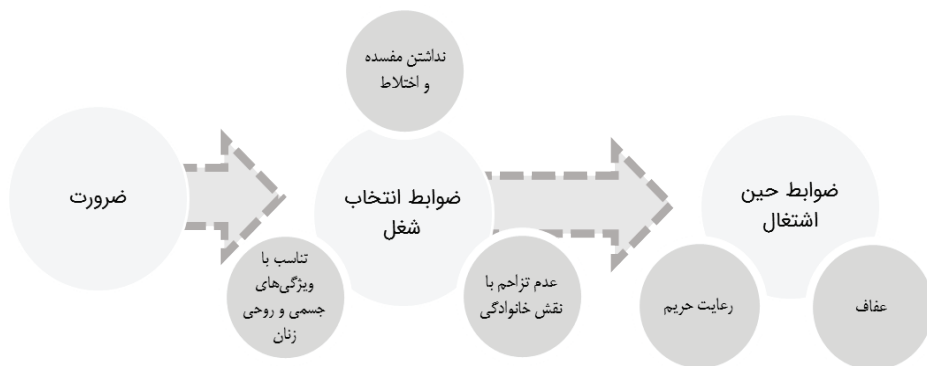 نداشتن مفسده
و اختلاط
ضرورت
ضوابط انتخاب
شغل
ضوابط حین
اشتغال
تناسب با
ویژگی‌های
جسمی و روحی
زنان
عدم تزاحم با
نقش خانوادگی
رعایت حریم
عفاف